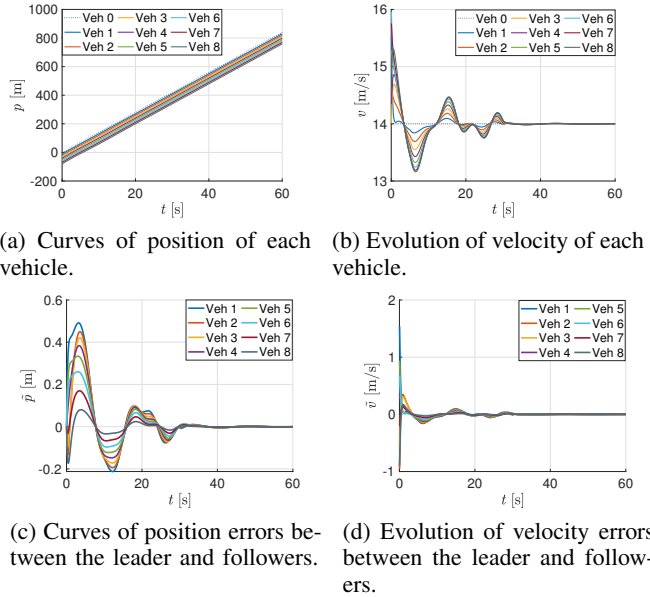 1000
800
600
400
200
0
-200
p [m]
Veh 0 Veh 3 Veh 6
Veh 1 Veh 4 Veh 7
Veh 2 Veh 5 Veh 8
0 20 40 60
t [s]
16
15
14
13
v [m/s]
Veh 0 Veh 3 Veh 6
Veh 1 Veh 4 Veh 7
Veh 2 Veh 5 Veh 8
0 20 40 60
t [s]
(a) Curves of position of each
vehicle.
(b) Evolution of velocity of each
vehicle.
0.6
0.4
0.2
0
-0.2
p̃ [m]
Veh 1 Veh 5
Veh 2 Veh 6
Veh 3 Veh 7
Veh 4 Veh 8
0 20 40 60
t [s]
2
1
0
-1
ṽ [m/s]
Veh 1 Veh 5
Veh 2 Veh 6
Veh 3 Veh 7
Veh 4 Veh 8
0 20 40 60
t [s]
(c) Curves of position errors be-
tween the leader and followers.
(d) Evolution of velocity errors
between the leader and follow-
ers.